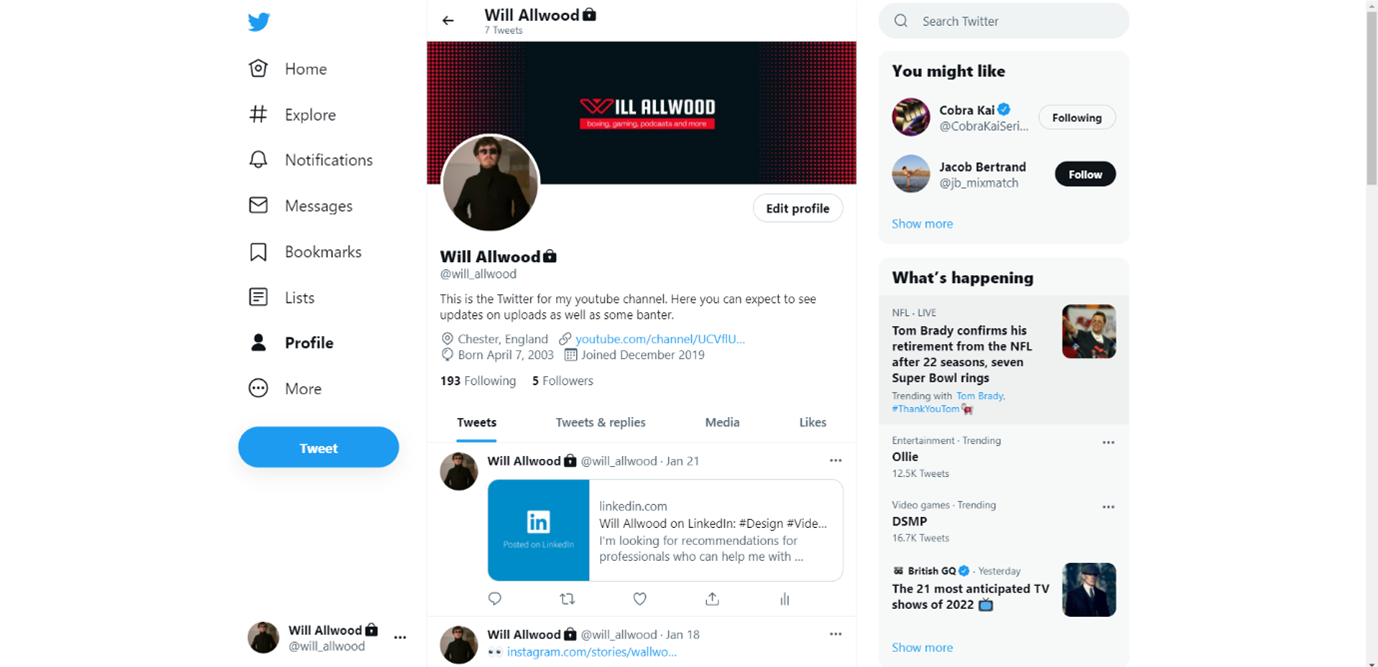 Home
Explore
Notifications
Messages
Bookmarks
Lists
Profile
More
Tweet
Will Allwood
@will_allwood
Will Allwood
7 Tweets
WILL ALLWOOD
boxing, gaming, podcasts and more
Edit profile
Will Allwood
@will_allwood
This is the Twitter for my youtube channel. Here you can expect to see
updates on uploads as well as some banter.
Chester, England youtube.com/channel/UCVflU...
Born April 7, 2003 Joined December 2019
193 Following 5 Followers
Tweets Tweets & replies Media Likes
Will Allwood @will_allwood · Jan 21
in
Posted on LinkedIn
linkedin.com
Will Allwood on LinkedIn: #Design #Vide...
I'm looking for recommendations for
professionals who can help me with ...
Will Allwood @will_allwood · Jan 18
👀 instagram.com/stories/wallwo...
Search Twitter
You might like
Cobra Kai
@CobraKaiSeri...
Following
Jacob Bertrand
@jb_mixmatch
Follow
Show more
What's happening
NFL · LIVE
Tom Brady confirms his
retirement from the NFL
after 22 seasons, seven
Super Bowl rings
Trending with Tom Brady,
#ThankYouTom
Entertainment · Trending
Ollie
12.5K Tweets
Video games · Trending
DSMP
16.7K Tweets
British GQ · Yesterday
The 21 most anticipated TV
shows of 2022 📺
Show more